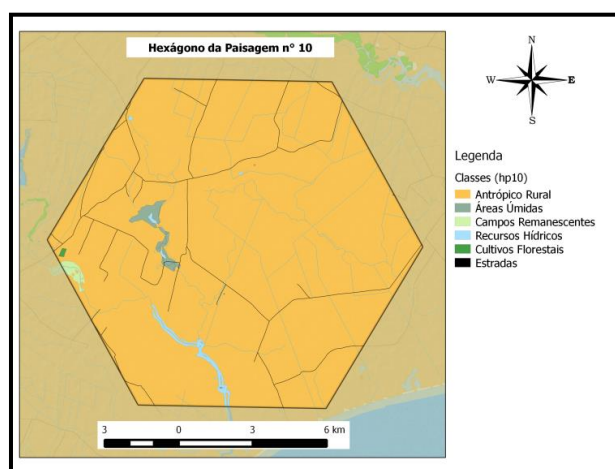 Hexágono da Paisagem n° 10
N
W
E
S
Legenda
Classes (hp10)
Antrópico Rural
Áreas Úmidas
Campos Remanescentes
Recursos Hídricos
Cultivos Florestais
Estradas
3 0 3 6 km